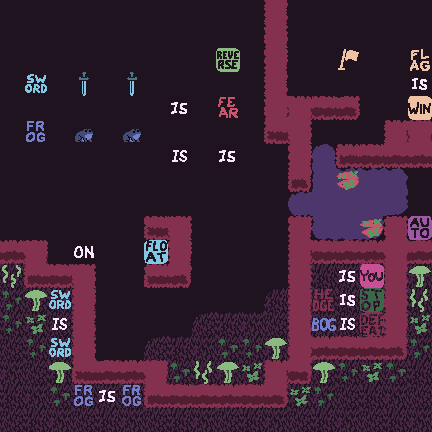 REVERSE FLAG
SWORD IS
IS FEAR WIN
FROG
IS IS
AUTO
ON FLOAT
IS YOU
SWORD HEDGE IS STOP
IS BOG IS DEFEAT
SWORD
FROG IS FROG